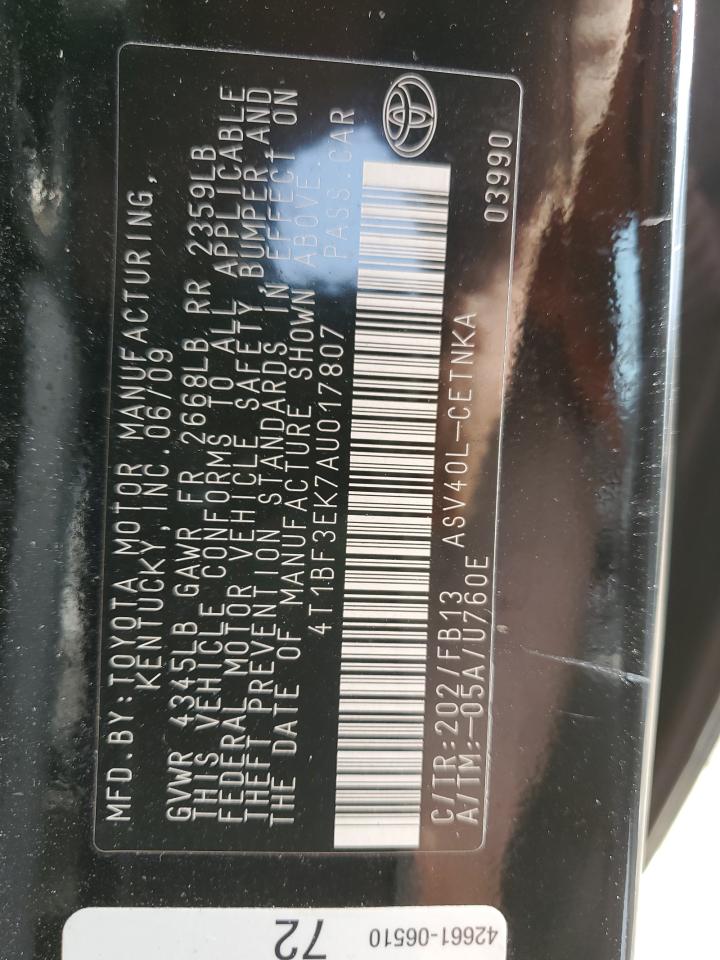 MFD.BY:TOYOTA MOTOR MANUFACTURING,
KENTUCKY,INC.06/09
GVWR 4345LB GAWR FR 2668LB RR 2359LB
THIS VEHICLE CONFORMS TO ALL APPLICABLE
FEDERAL MOTOR VEHICLE SAFETY,BUMPER AND
THEFT PREVENTION STANDARDS IN EFFECT ON
THE DATE OF MANUFACTURE SHOWN ABOVE.
4T1BF3EK7AU017807 PASS.CAR
C/TR:202/FB13 ASV40L-CETNKA
A/TM:-05A/U760E 03990
72
42661-06510